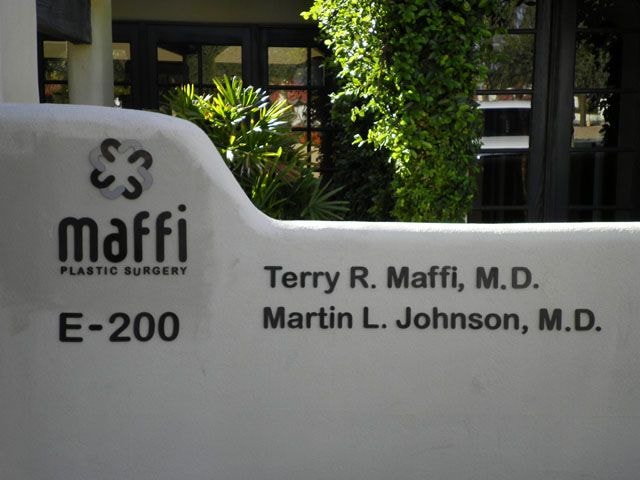 maffi
PLASTIC SURGERY
E-200
Terry R. Maffi, M.D.
Martin L. Johnson, M.D.